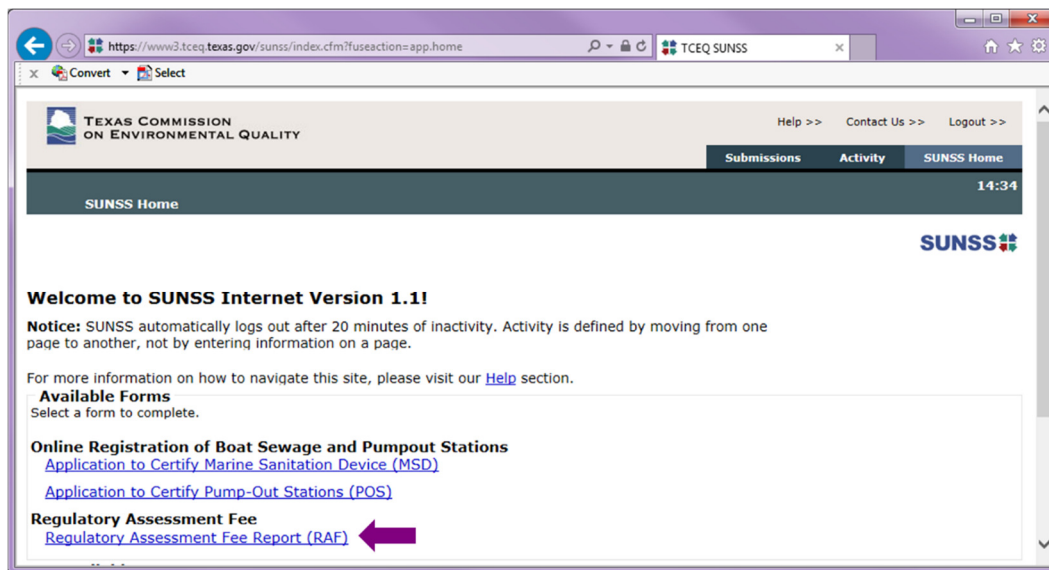 https://www3.tceq.texas.gov/sunss/index.cfm?fuseaction=app.home
TCEQ SUNSS
x Convert Select
TEXAS COMMISSION
ON ENVIRONMENTAL QUALITY
Help >> Contact Us >> Logout >>
Submissions Activity SUNSS Home
14:34
SUNSS Home
SUNSS
Welcome to SUNSS Internet Version 1.1!
Notice: SUNSS automatically logs out after 20 minutes of inactivity. Activity is defined by moving from one
page to another, not by entering information on a page.
For more information on how to navigate this site, please visit our Help section.
Available Forms
Select a form to complete.
Online Registration of Boat Sewage and Pumpout Stations
Application to Certify Marine Sanitation Device (MSD)
Application to Certify Pump-Out Stations (POS)
Regulatory Assessment Fee
Regulatory Assessment Fee Report (RAF)